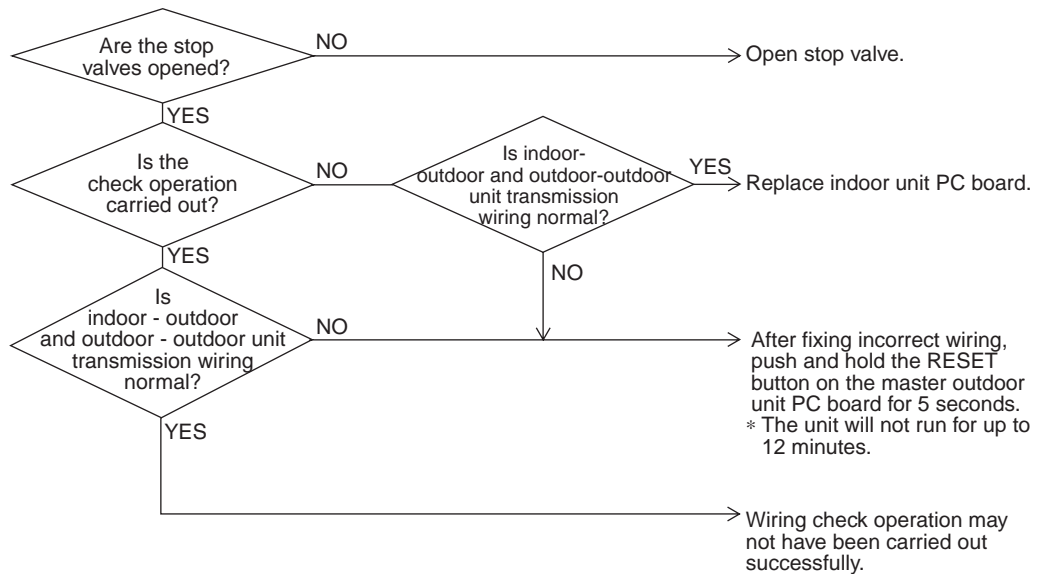 Are the stop
valves opened?
NO
Open stop valve.
YES
Is the
check operation
carried out?
NO
Is indoor-
outdoor and outdoor-outdoor
unit transmission
wiring normal?
YES
Replace indoor unit PC board.
YES
NO
Is
indoor - outdoor
and outdoor - outdoor unit
transmission wiring
normal?
NO
After fixing incorrect wiring,
push and hold the RESET
button on the master outdoor
unit PC board for 5 seconds.
* The unit will not run for up to
12 minutes.
YES
Wiring check operation may
not have been carried out
successfully.